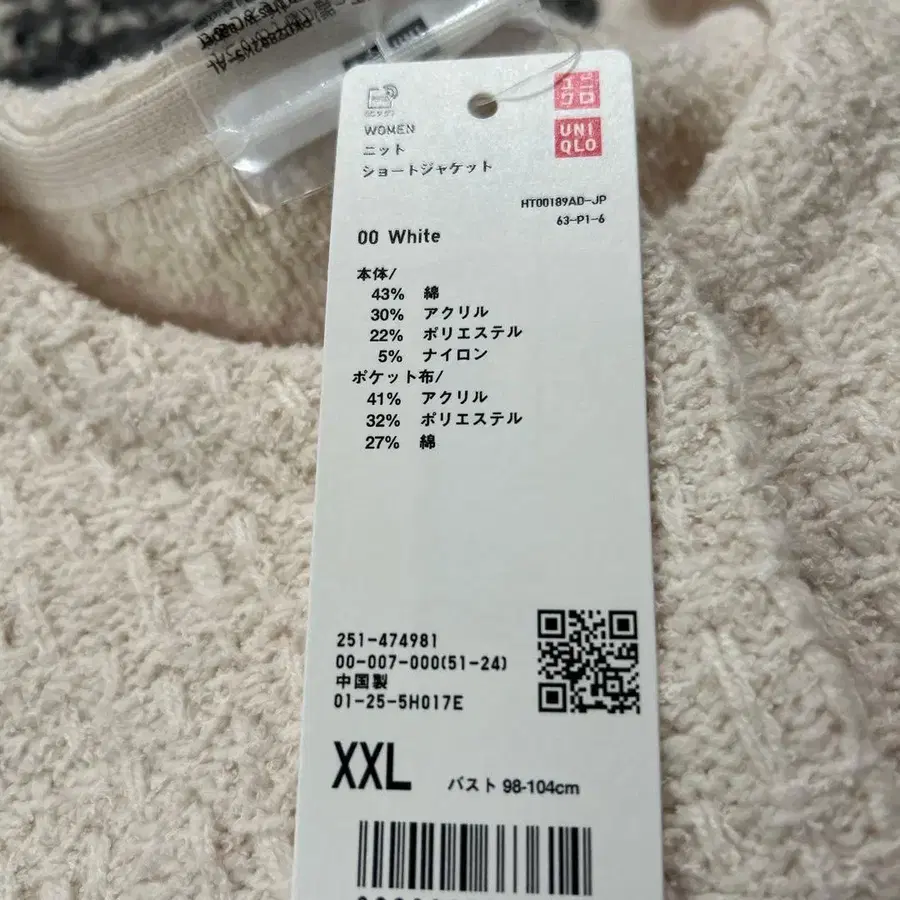 WOMEN
ニット
ショートジャケット
ユニ
クロ
UNI
QLO
HT00189AD-JP
63-P1-6
00 White
本体/
43% 綿
30% アクリル
22% ポリエステル
5% ナイロン
ポケット布/
41% アクリル
32% ポリエステル
27% 綿
251-474981
00-007-000(51-24)
中国製
01-25-5H017E
XXL バスト 98-104cm